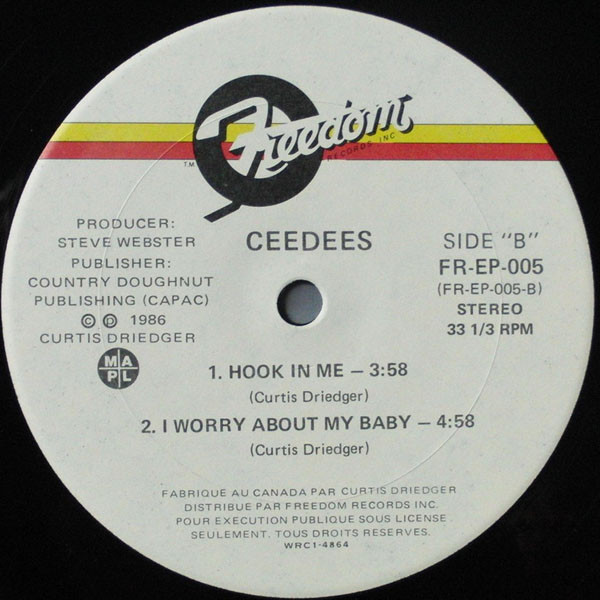 Freedom
RECORDS INC
T.M.
PRODUCER:
STEVE WEBSTER
PUBLISHER:
COUNTRY DOUGHNUT
PUBLISHING (CAPAC)
© ℗ 1986
CURTIS DRIEDGER
M A
P L
CEEDEES
SIDE "B"
FR-EP-005
(FR-EP-005-B)
STEREO
33 1/3 RPM
1. HOOK IN ME – 3:58
(Curtis Driedger)
2. I WORRY ABOUT MY BABY – 4:58
(Curtis Driedger)
FABRIQUE AU CANADA PAR CURTIS DRIEDGER
DISTRIBUE PAR FREEDOM RECORDS INC.
POUR EXECUTION PUBLIQUE SOUS LICENSE
SEULEMENT. TOUS DROITS RESERVES.
WRC1-4864